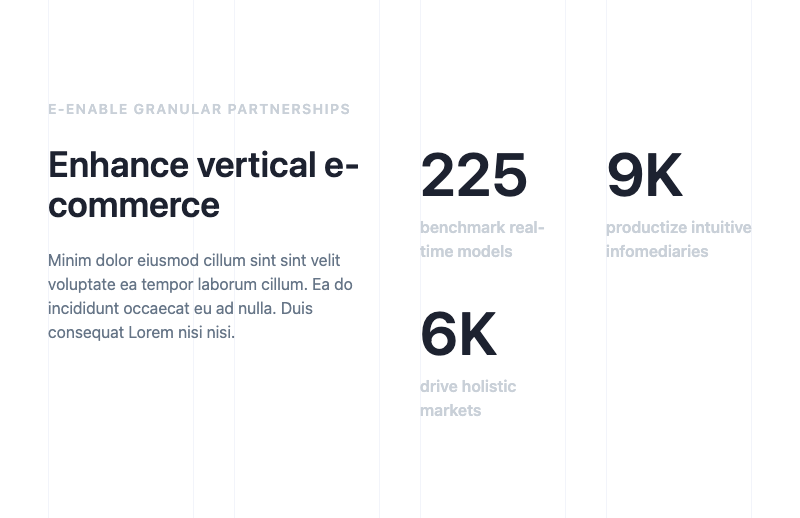 E-ENABLE GRANULAR PARTNERSHIPS
Enhance vertical e-
commerce
Minim dolor eiusmod cillum sint sint velit
voluptate ea tempor laborum cillum. Ea do
incididunt occaecat eu ad nulla. Duis
consequat Lorem nisi nisi.
225
benchmark real-
time models
9K
productize intuitive
infomediaries
6K
drive holistic
markets